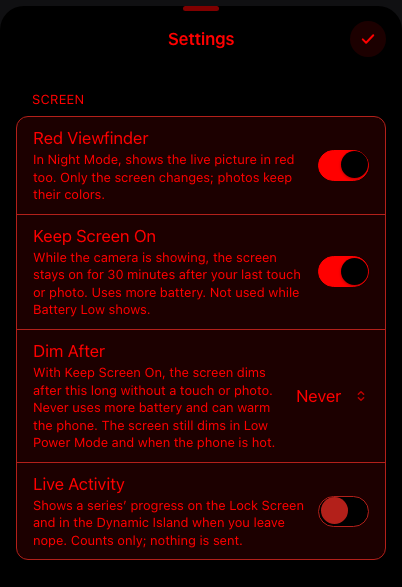 Settings
SCREEN
Red Viewfinder
In Night Mode, shows the live picture in red
too. Only the screen changes; photos keep
their colors.
Keep Screen On
While the camera is showing, the screen
stays on for 30 minutes after your last touch
or photo. Uses more battery. Not used while
Battery Low shows.
Dim After
With Keep Screen On, the screen dims
after this long without a touch or photo.
Never uses more battery and can warm
the phone. The screen still dims in Low
Power Mode and when the phone is hot.
Never
Live Activity
Shows a series' progress on the Lock Screen
and in the Dynamic Island when you leave
nope. Counts only; nothing is sent.